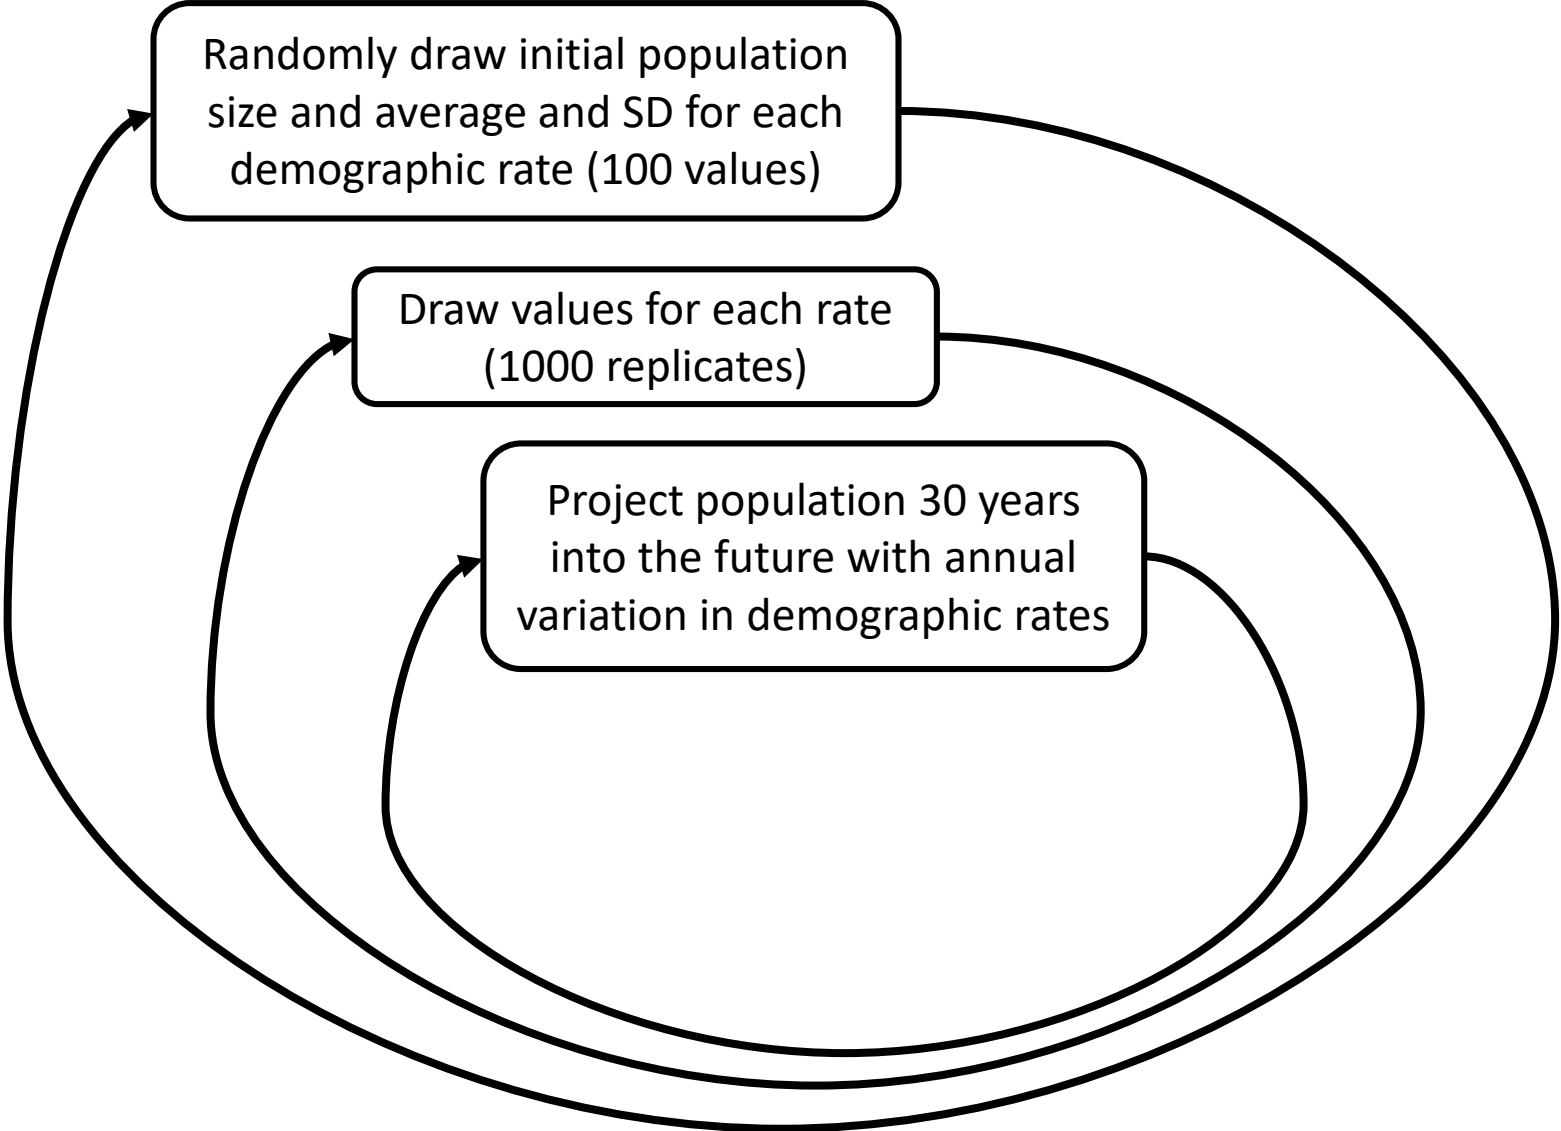 Randomly draw initial population
size and average and SD for each
demographic rate (100 values)
Draw values for each rate
(1000 replicates)
Project population 30 years
into the future with annual
variation in demographic rates